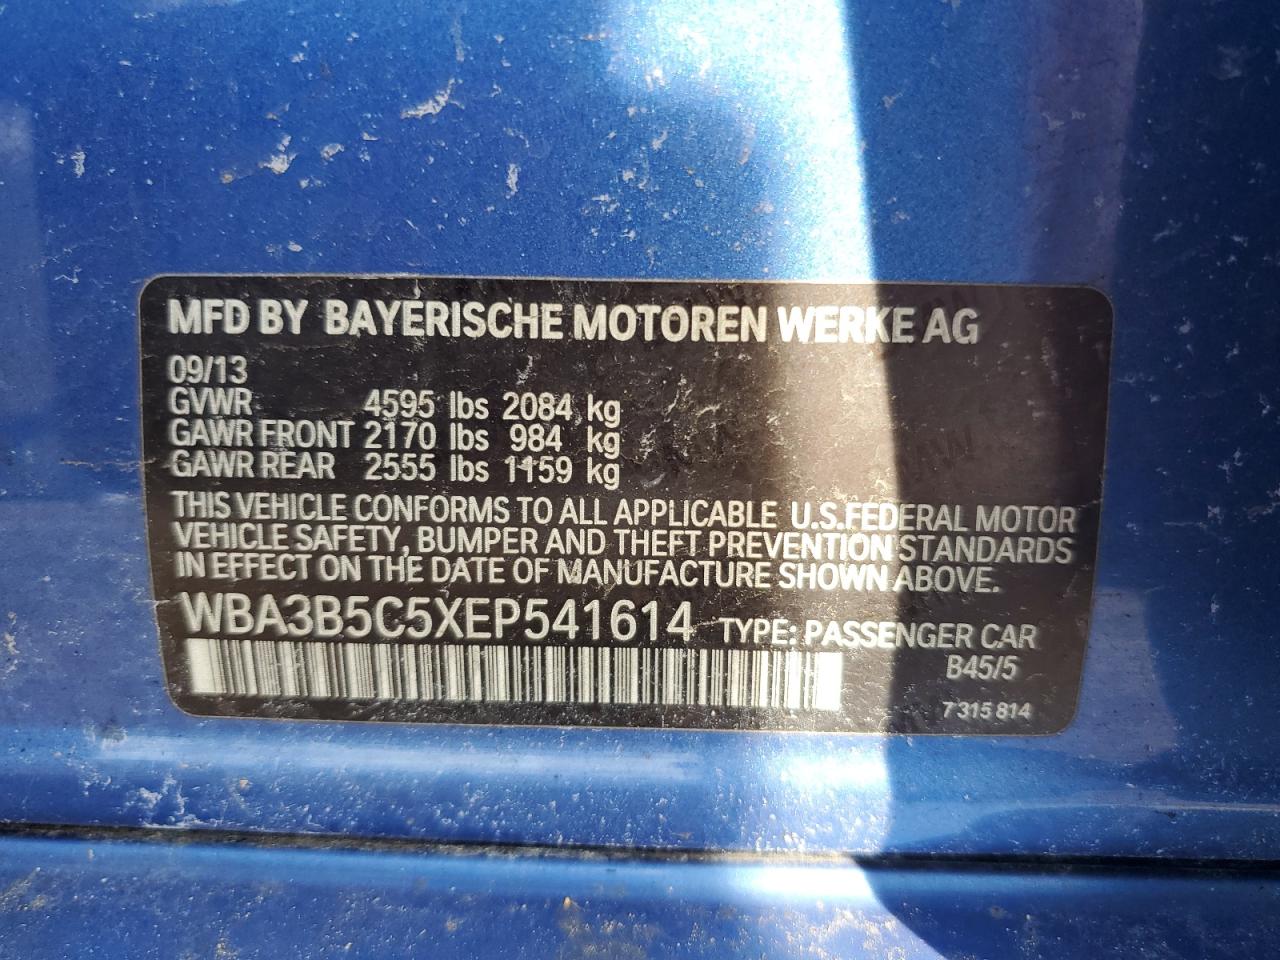 MFD BY BAYERISCHE MOTOREN WERKE AG
09/13
GVWR 4595 lbs 2084 kg
GAWR FRONT 2170 lbs 984 kg
GAWR REAR 2555 lbs 1159 kg
THIS VEHICLE CONFORMS TO ALL APPLICABLE U.S.FEDERAL MOTOR
VEHICLE SAFETY, BUMPER AND THEFT PREVENTION STANDARDS
IN EFFECT ON THE DATE OF MANUFACTURE SHOWN ABOVE.
WBA3B5C5XEP541614 TYPE: PASSENGER CAR
B45/5
7 315 814